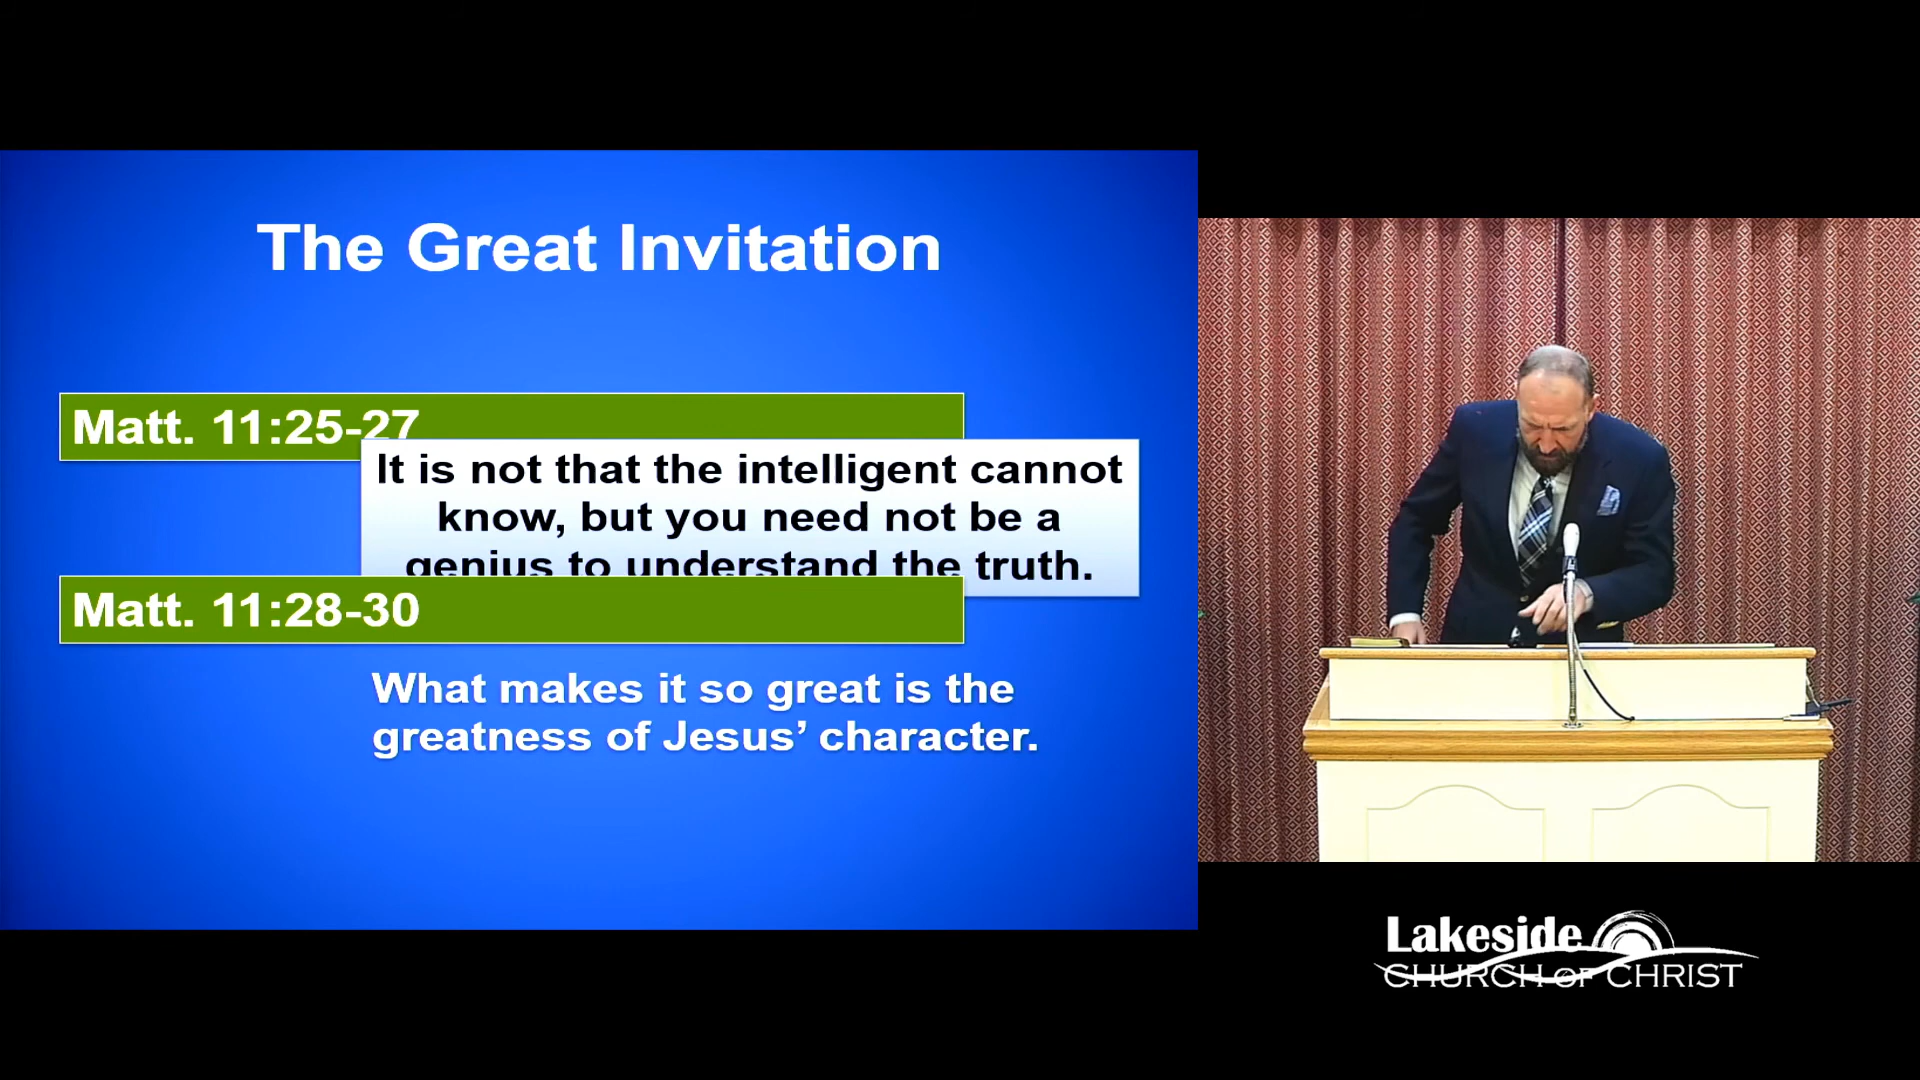 The Great Invitation
Matt. 11:25-27
It is not that the intelligent cannot
know, but you need not be a
genius to understand the truth.
Matt. 11:28-30
What makes it so great is the
greatness of Jesus’ character.
Lakeside
CHURCH OF CHRIST